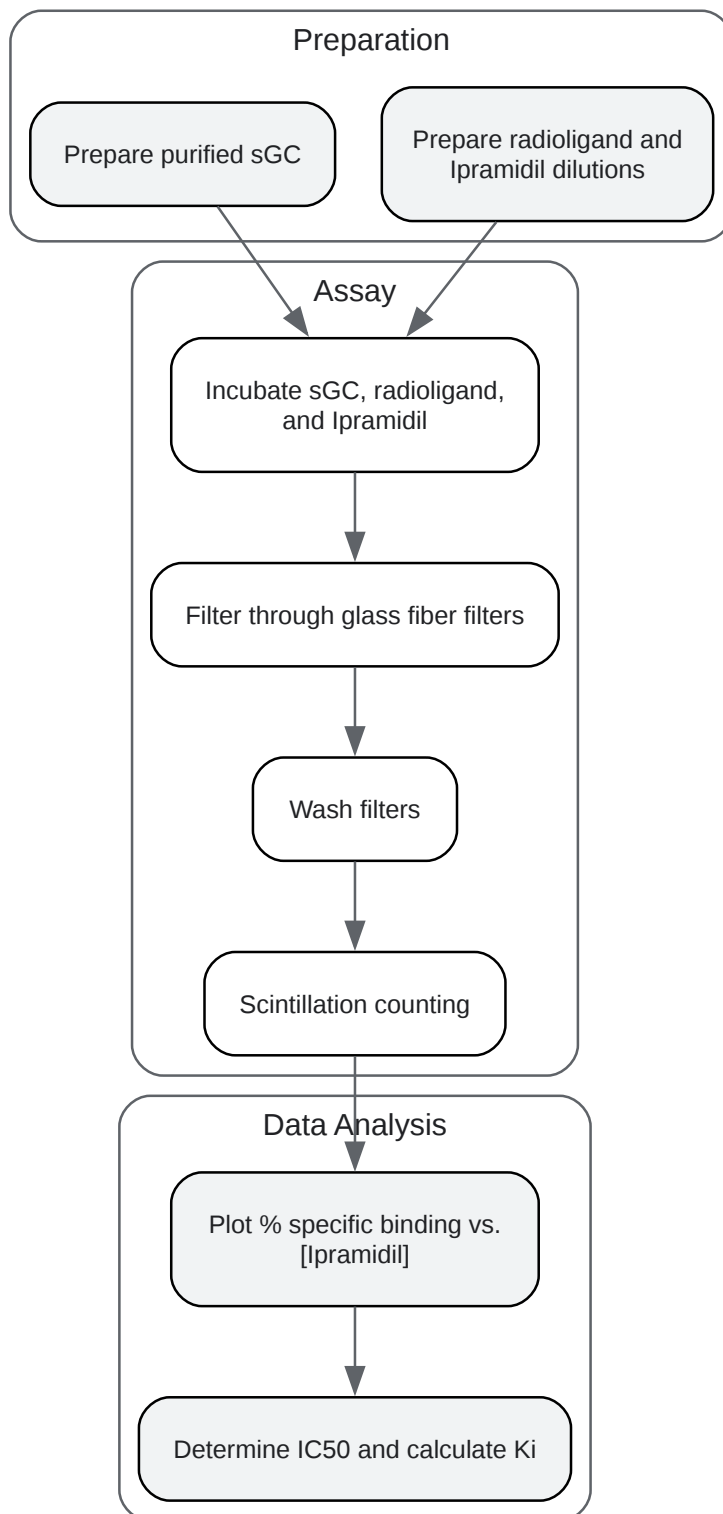 Preparation
Prepare purified sGC
Prepare radioligand and
Ipramidil dilutions
Assay
Incubate sGC, radioligand,
and Ipramidil
Filter through glass fiber filters
Wash filters
Scintillation counting
Data Analysis
Plot % specific binding vs.
[Ipramidil]
Determine IC50 and calculate Ki